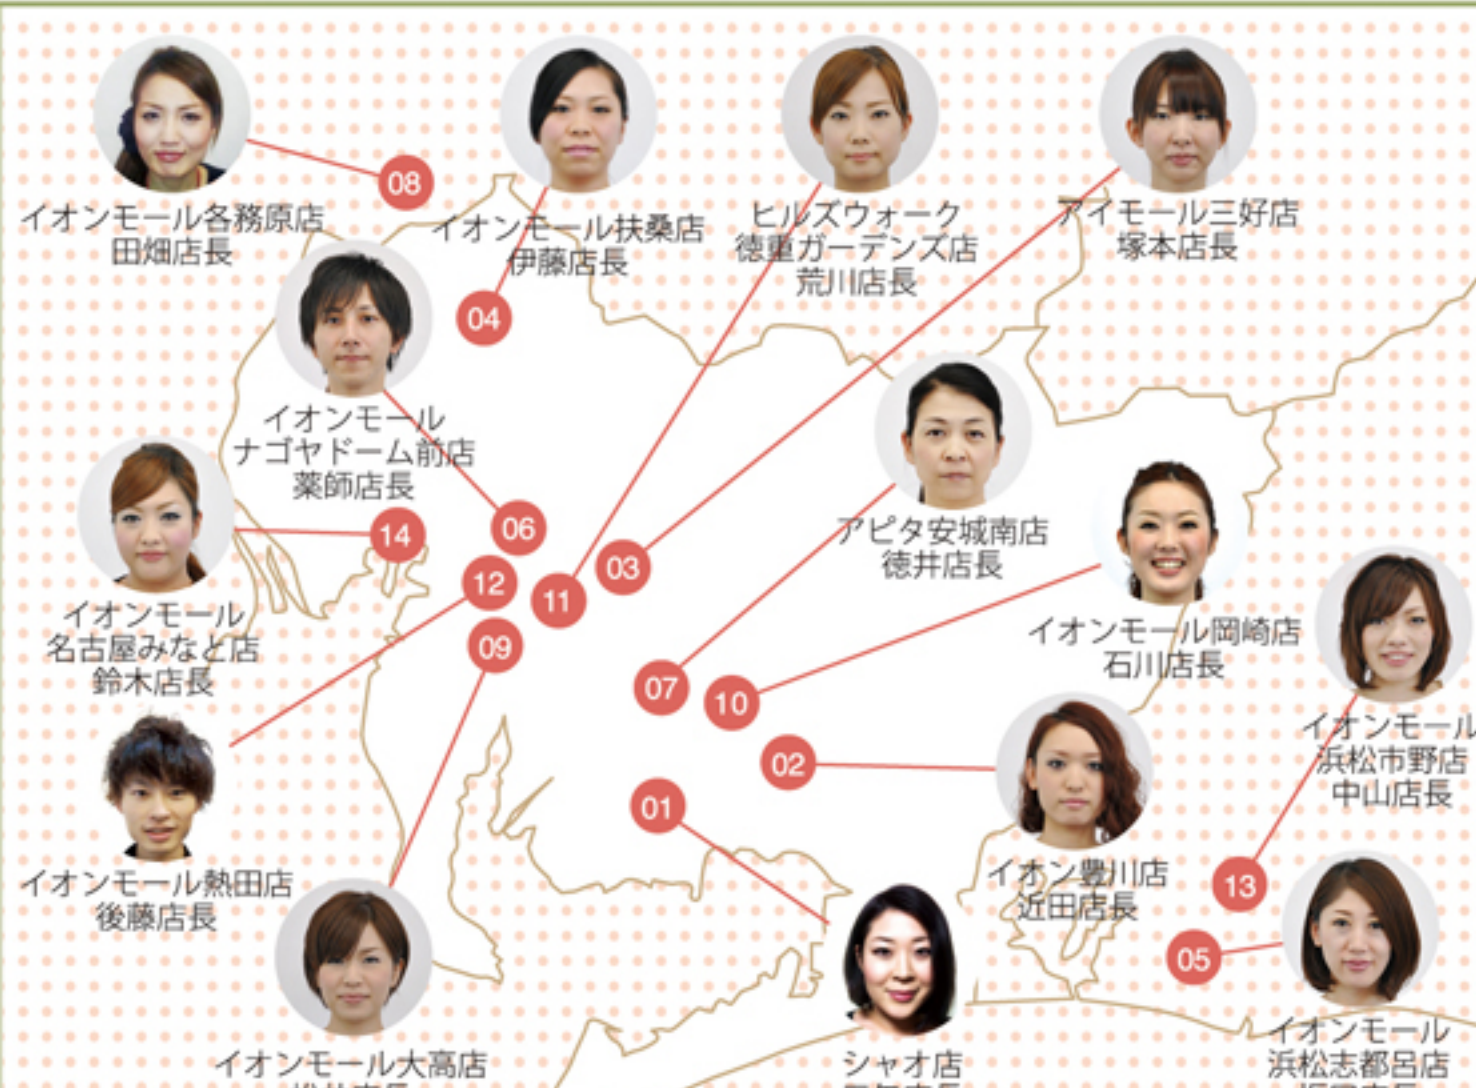 08
イオンモール各務原店
田畑店長
イオンモール扶桑店
伊藤店長
04
ヒルズウォーク
徳重ガーデンズ店
荒川店長
アイモール三好店
塚本店長
イオンモール
ナゴヤドーム前店
薬師店長
06
アピタ安城南店
徳井店長
14
12
11
03
09
イオンモール
名古屋みなと店
鈴木店長
07
10
イオンモール岡崎店
石川店長
02
01
イオンモール
浜松市野店
中山店長
イオンモール熱田店
後藤店長
イオン豊川店
近田店長
13
05
イオンモール大高店
シャオ店
イオンモール
浜松志都呂店